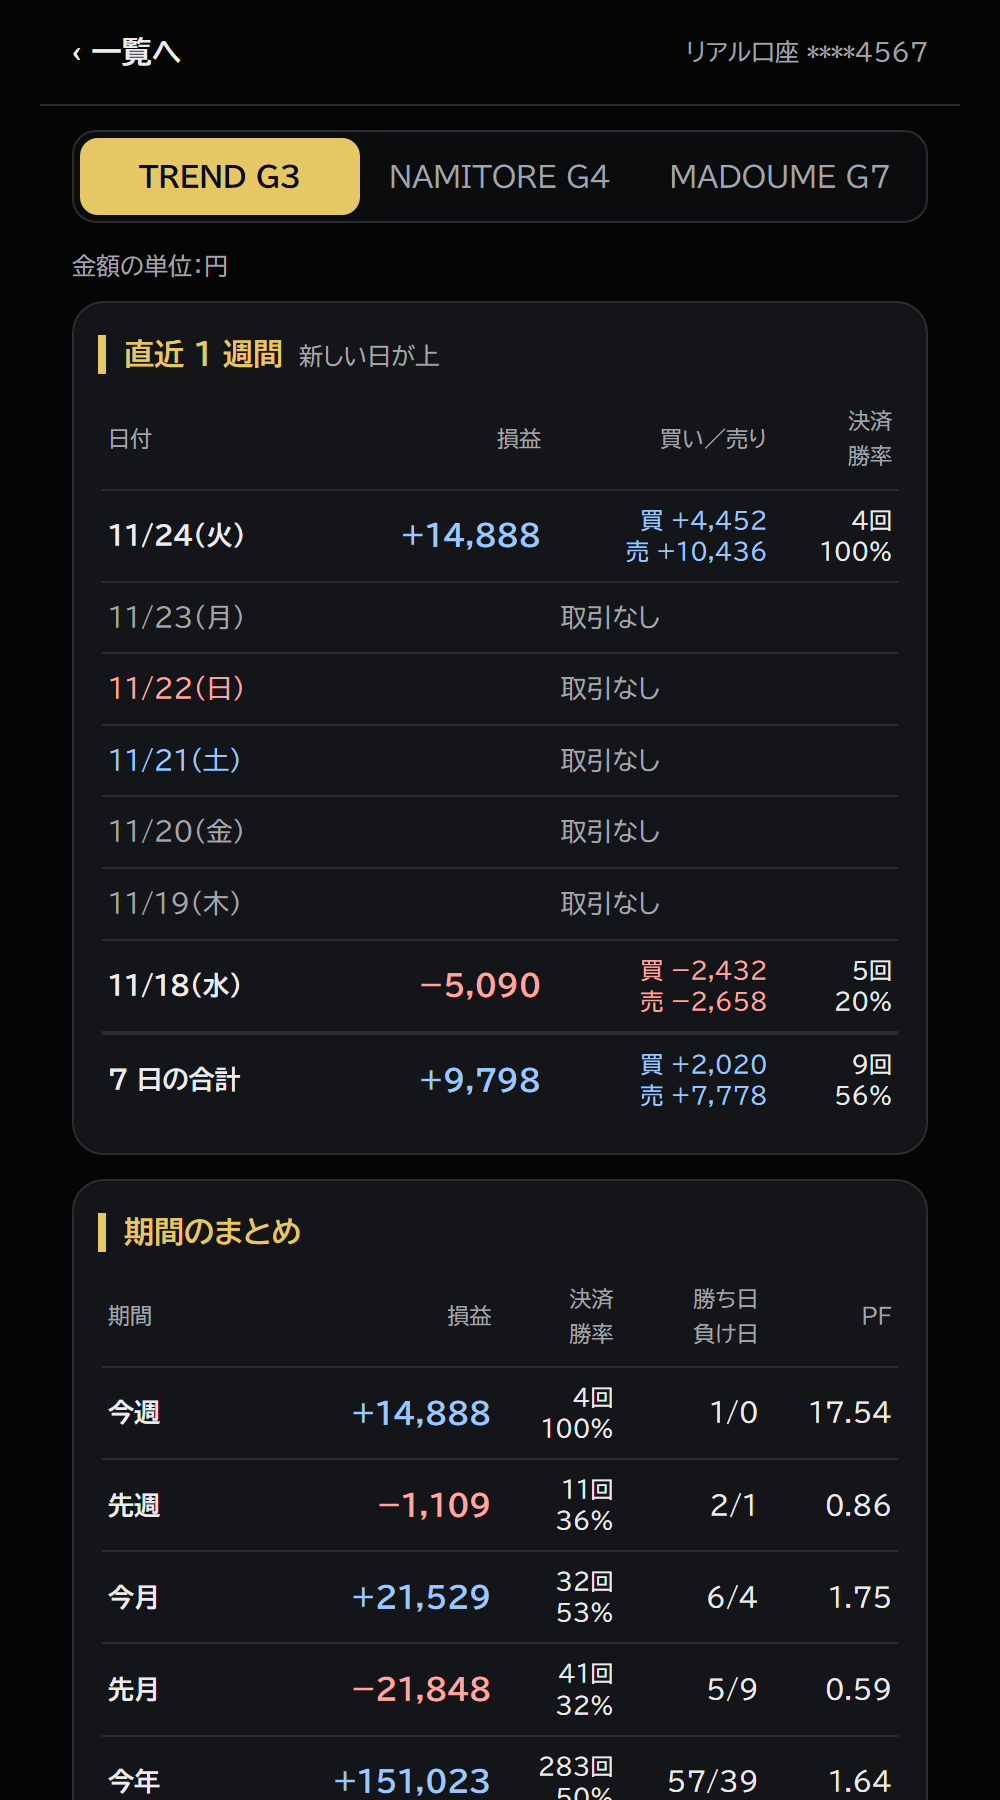 ‹ 一覧へ
リアル口座 ****4567
TREND G3 NAMITORE G4 MADOUME G7
金額の単位：円
直近 1 週間 新しい日が上
日付 損益 買い／売り 決済
勝率
11/24（火） +14,888 買 +4,452 4回
売 +10,436 100%
11/23（月） 取引なし
11/22（日） 取引なし
11/21（土） 取引なし
11/20（金） 取引なし
11/19（木） 取引なし
11/18（水） −5,090 買 −2,432 5回
売 −2,658 20%
7 日の合計 +9,798 買 +2,020 9回
売 +7,778 56%
期間のまとめ
期間 損益 決済 勝ち日 PF
勝率 負け日
今週 +14,888 4回 1/0 17.54
100%
先週 −1,109 11回 2/1 0.86
36%
今月 +21,529 32回 6/4 1.75
53%
先月 −21,848 41回 5/9 0.59
32%
今年 +151,023 283回 57/39 1.64
50%